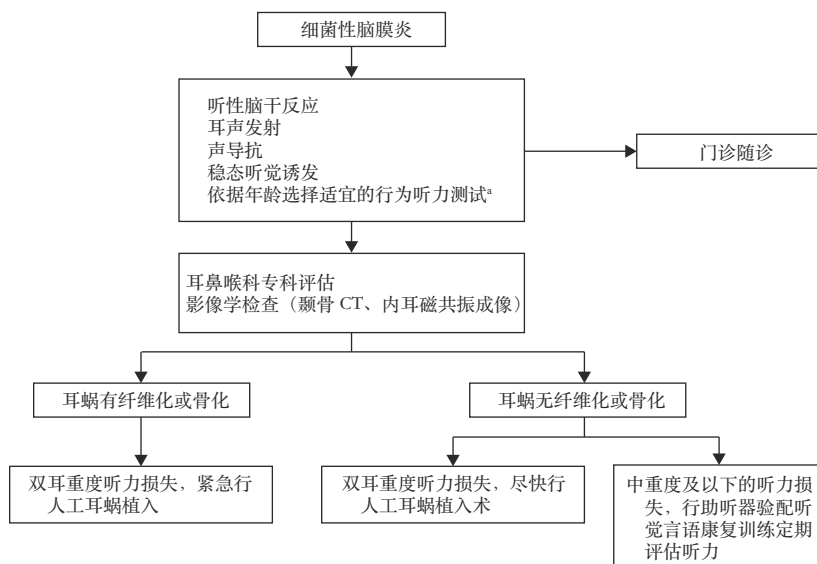 细菌性脑膜炎
听性脑干反应
耳声发射
声导抗
稳态听觉诱发
依据年龄选择适宜的行为听力测试ᵃ
门诊随诊
耳鼻喉科专科评估
影像学检查（颞骨 CT、内耳磁共振成像）
耳蜗有纤维化或骨化
耳蜗无纤维化或骨化
双耳重度听力损失，紧急行
人工耳蜗植入
双耳重度听力损失，尽快行
人工耳蜗植入术
中重度及以下的听力损
失，行助听器验配听
觉言语康复训练定期
评估听力